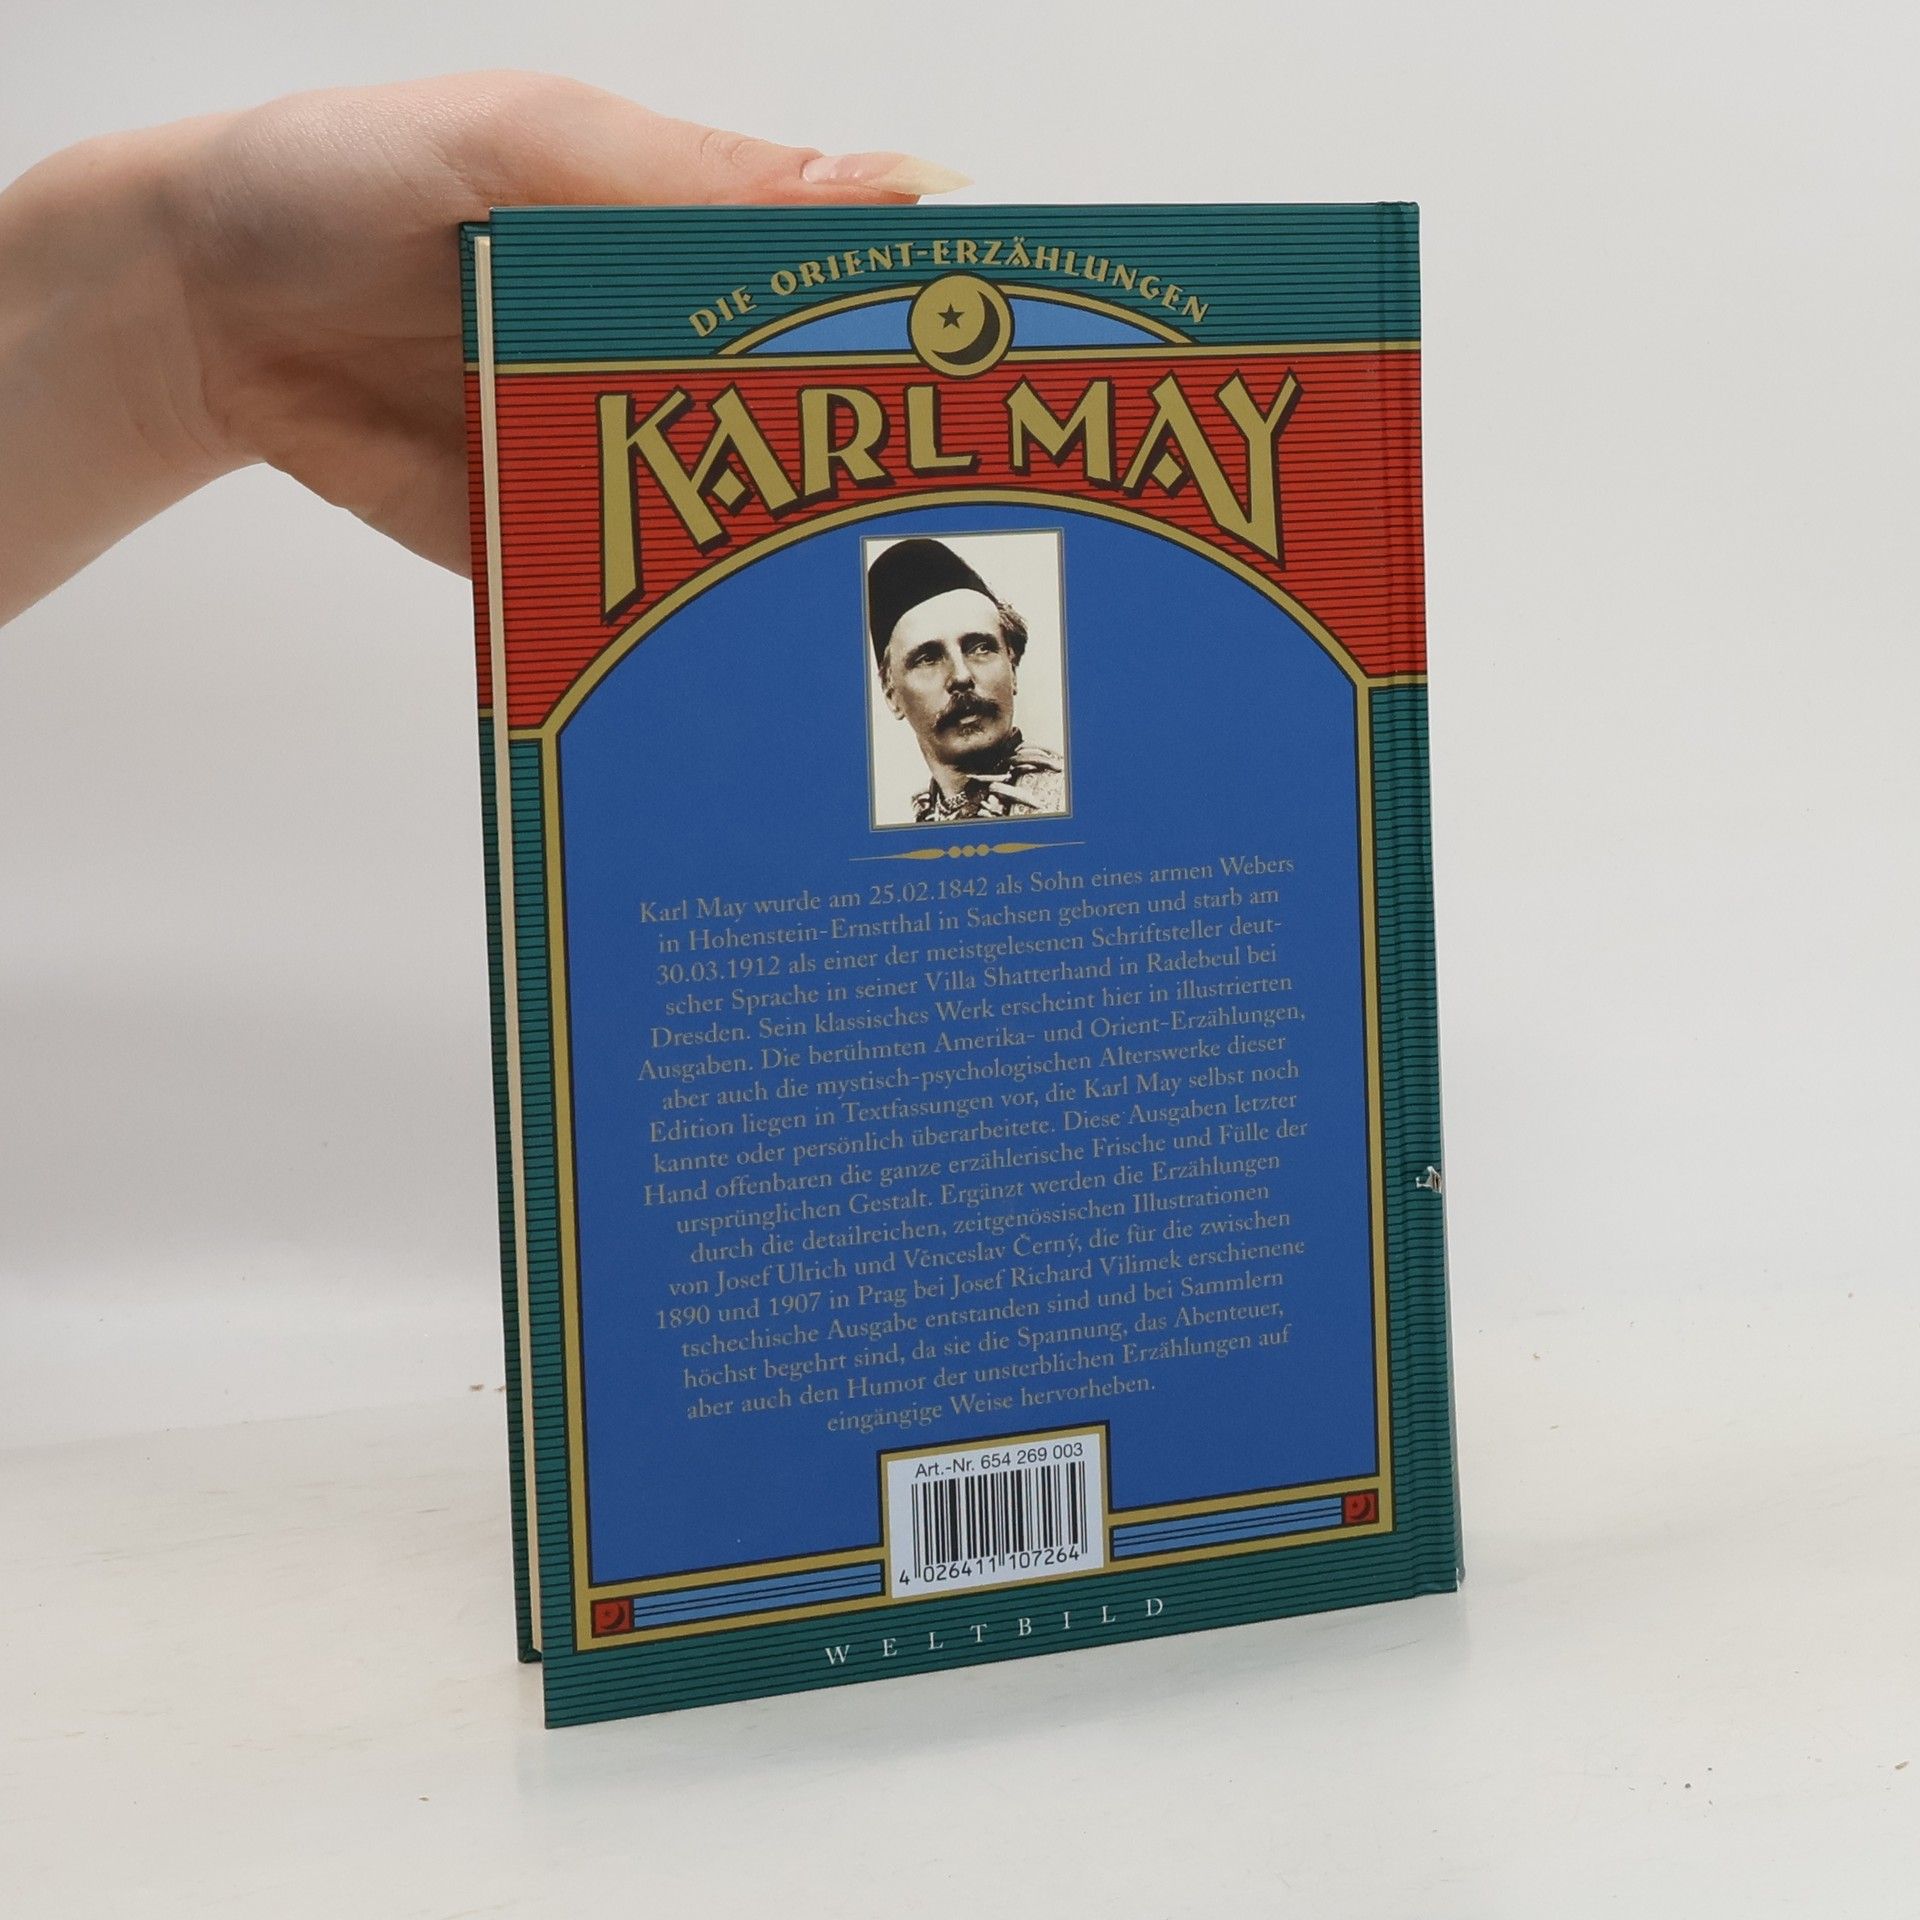 DIE ORIENT-ERZÄHLUNGEN
KARL MAY
Karl May wurde am 25.02.1842 als Sohn eines armen Webers
in Hohenstein-Ernstthal in Sachsen geboren und starb am
30.03.1912 als einer der meistgelesenen Schriftsteller deut-
scher Sprache in seiner Villa Shatterhand in Radebeul bei
Dresden. Sein klassisches Werk erscheint hier in illustrierten
Ausgaben. Die berühmten Amerika- und Orient-Erzählungen,
aber auch die mystisch-psychologischen Alterswerke dieser
Edition liegen in Textfassungen vor, die Karl May selbst noch
kannte oder persönlich überarbeitete. Diese Ausgaben letzter
Hand offenbaren die ganze erzählerische Frische und Fülle der
ursprünglichen Gestalt. Ergänzt werden die Erzählungen
durch die detailreichen, zeitgenössischen Illustrationen
von Josef Ulrich und Věnceslav Černý, die für die zwischen
1890 und 1907 in Prag bei Josef Richard Vilimek erschienene
tschechische Ausgabe entstanden sind und bei Sammlern
höchst begehrt sind, da sie die Spannung, das Abenteuer,
aber auch den Humor der unsterblichen Erzählungen auf
eingängige Weise hervorheben.
Art.-Nr. 654 269 003
4 026411 107264
WELTBILD